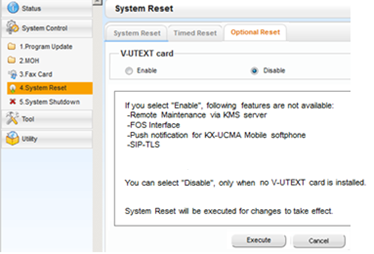 Status
System Control
1.Program Update
2.MOH
3.Fax Card
4.System Reset
5.System Shutdown
Tool
Utility
System Reset
System Reset Timed Reset Optional Reset
V-UTEXT card
Enable Disable
If you select "Enable", following features are not available:
-Remote Maintenance via KMS server
-FOS Interface
-Push notification for KX-UCMA Mobile softphone
-SIP-TLS
You can select "Disable", only when no V-UTEXT card is installed.
System Reset will be executed for changes to take effect.
Execute Cancel